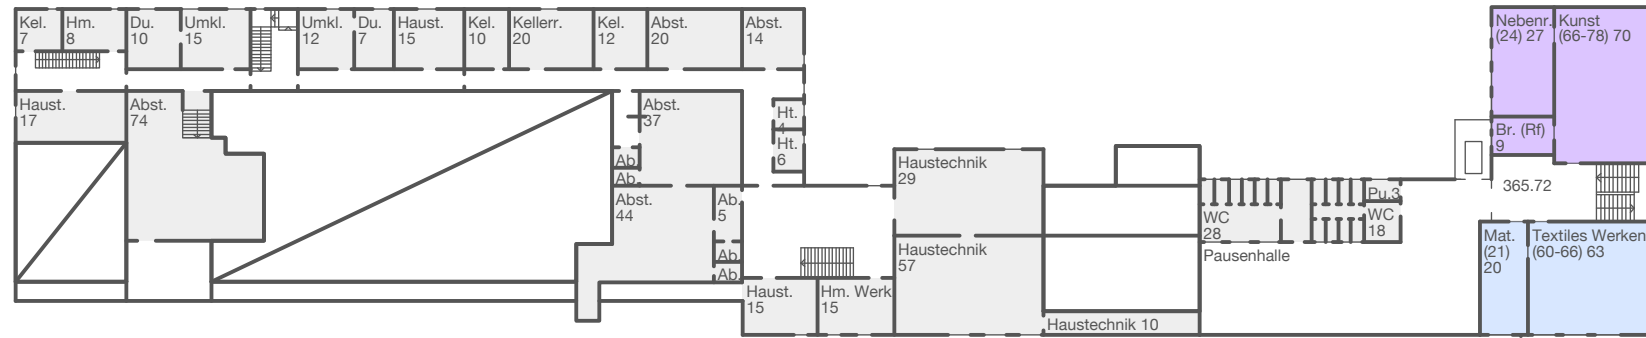 Kel.
7
Hm.
8
Du.
10
Umkl.
15
Umkl.
12
Du.
7
Haust.
15
Kel.
10
Kellerr.
20
Kel.
12
Abst.
20
Abst.
14
Nebenr.
(24) 27
Kunst
(66-78) 70
Haust.
17
Abst.
74
Abst.
37
Ht.
4
Ht.
6
Br. (Rf)
9
Ab.
Ab.
Haustechnik
29
Abst.
44
Ab.
5
Pu.3
365.72
WC
28
WC
18
Haustechnik
57
Pausenhalle
Mat.
(21)
20
Textiles Werken
(60-66) 63
Ab.
Ab.
Haust.
15
Hm. Werk.
15
Haustechnik 10